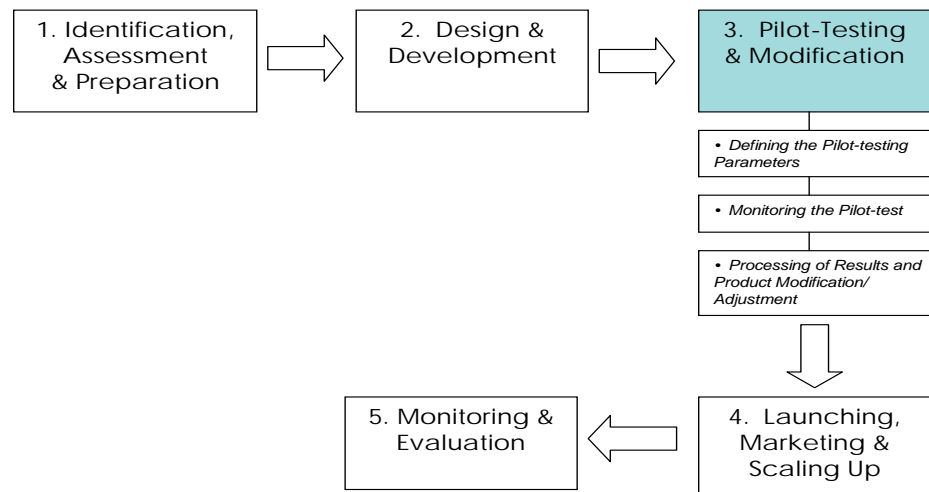 1. Identification,
Assessment
& Preparation
2. Design &
Development
3. Pilot-Testing
& Modification
• Defining the Pilot-testing
Parameters
• Monitoring the Pilot-test
• Processing of Results and
Product Modification/
Adjustment
4. Launching,
Marketing &
Scaling Up
5. Monitoring &
Evaluation